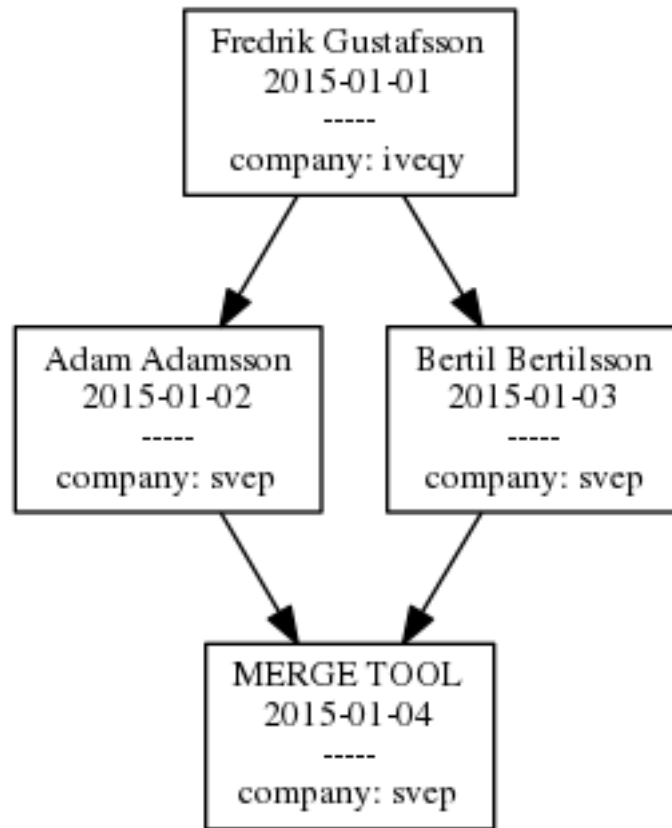 Fredrik Gustafsson
2015-01-01
-----
company: iveqy
Adam Adamsson
2015-01-02
-----
company: svep
Bertil Bertilsson
2015-01-03
-----
company: svep
MERGE TOOL
2015-01-04
-----
company: svep